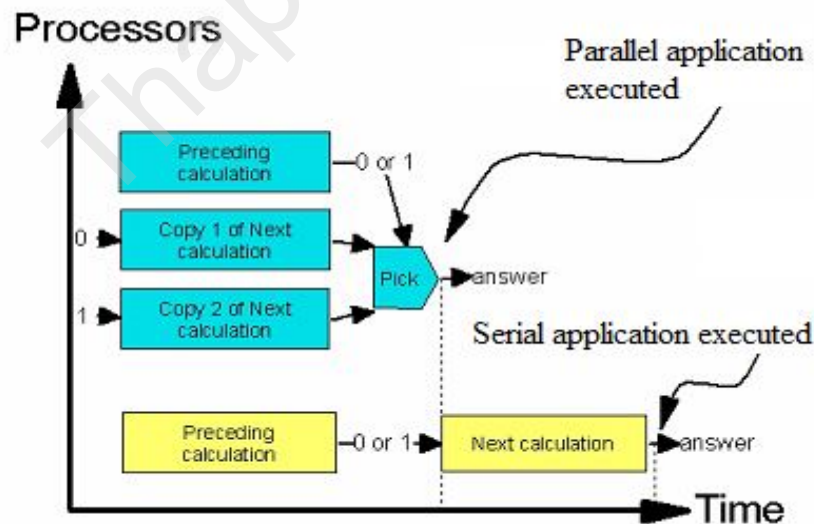 Processors
Parallel application
executed
Preceding
calculation
0 or 1
0
Copy 1 of Next
calculation
Pick
answer
1
Copy 2 of Next
calculation
Serial application executed
Preceding
calculation
0 or 1
Next calculation
answer
Time
Thap